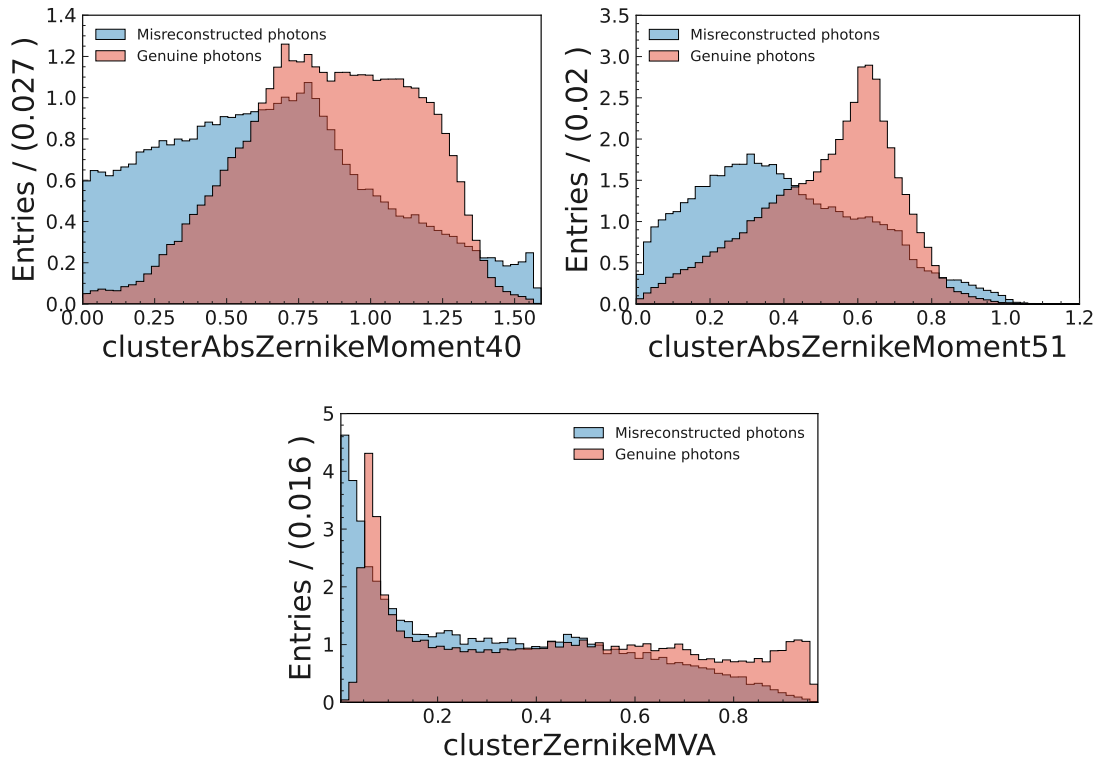 1.4
1.2
1.0
0.8
0.6
0.4
0.2
0.0
Entries / (0.027 )
Misreconstructed photons
Genuine photons
0.00 0.25 0.50 0.75 1.00 1.25 1.50
clusterAbsZernikeMoment40
3.5
3.0
2.5
2.0
1.5
1.0
0.5
0.0
Entries / (0.02 )
Misreconstructed photons
Genuine photons
0.0 0.2 0.4 0.6 0.8 1.0 1.2
clusterAbsZernikeMoment51
5
4
3
2
1
0
Entries / (0.016 )
Misreconstructed photons
Genuine photons
0.2 0.4 0.6 0.8
clusterZernikeMVA